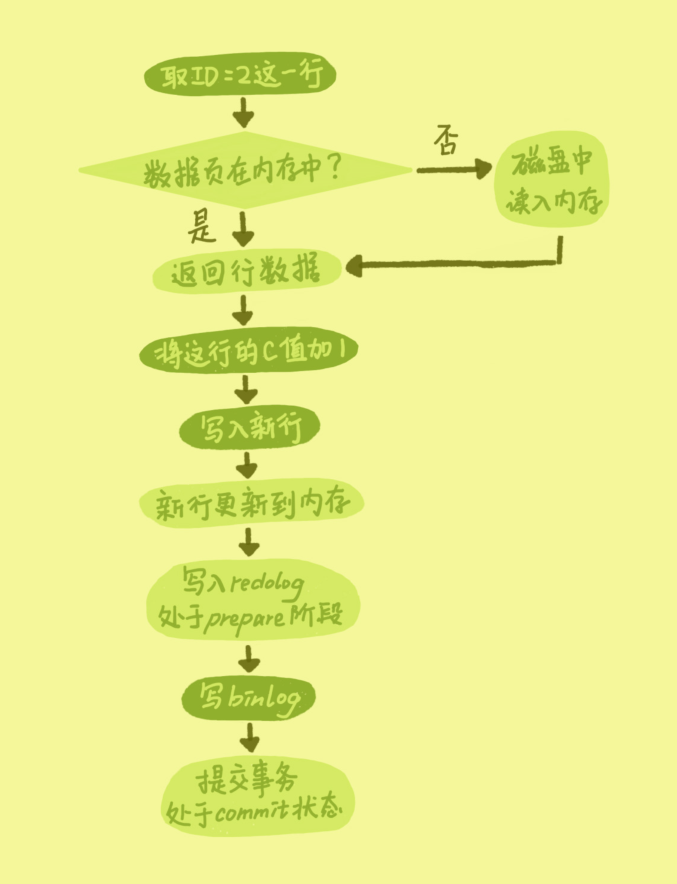 取ID=2这一行
数据页在内存中?
否
磁盘中
读入内存
是
返回行数据
将这行的C值加1
写入新行
新行更新到内存
写入redolog
处于prepare阶段
写binlog
提交事务
处于commit状态